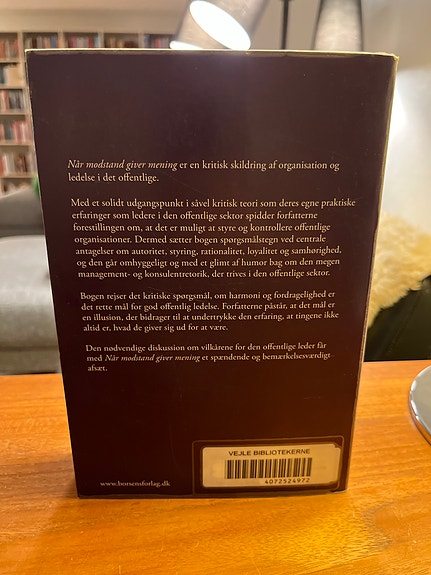 Når modstand giver mening er en kritisk skildring af organisation og
ledelse i det offentlige.
Med et solidt udgangspunkt i såvel kritisk teori som deres egne praktiske
erfaringer som ledere i den offentlige sektor spidder forfatterne
forestillingen om, at det er muligt at styre og kontrollere offentlige
organisationer. Dermed sætter bogen spørgsmålstegn ved centrale
antagelser om autoritet, styring, rationalitet, loyalitet og samhørighed,
og den går omhyggeligt og med et glimt af humor bag om den megen
management- og konsulentretorik, der trives i den offentlige sektor.
Bogen rejser det kritiske spørgsmål, om harmoni og fordragelighed er
det rette mål for god offentlig ledelse. Forfatterne påstår, at det mål er
en illusion, der bidrager til at undertrykke den erfaring, at tingene ikke
altid er, hvad de giver sig ud for at være.
Den nødvendige diskussion om vilkårene for den offentlige leder får
med Når modstand giver mening et spændende og bemærkelsesværdigt
afsæt.
VEJLE BIBLIOTEKERNE
4072524972
www.borsensforlag.dk